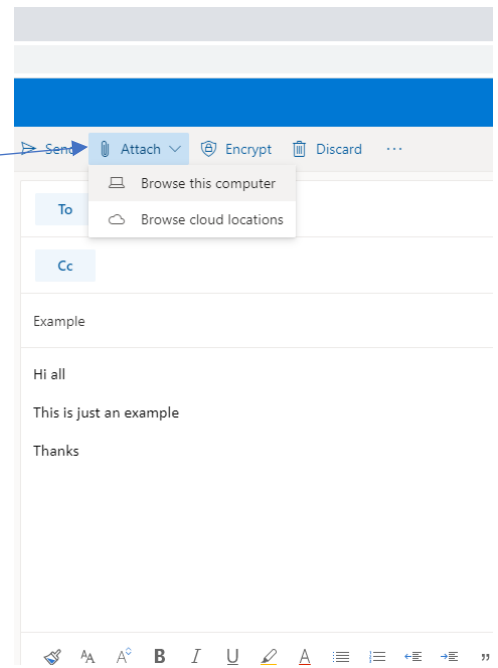 Send Attach Encrypt Discard ...
Browse this computer
Browse cloud locations
To
Cc
Example
Hi all
This is just an example
Thanks
AA A B I U A